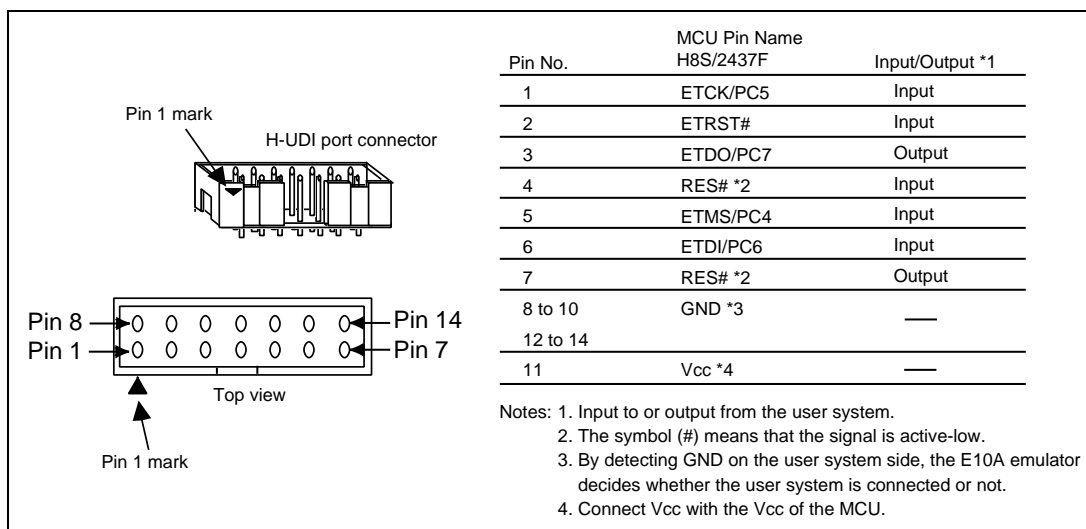 Pin 1 mark
H-UDI port connector
Pin 8
Pin 14
Pin 1
Pin 7
Top view
Pin 1 mark
Pin No. MCU Pin Name H8S/2437F Input/Output *1
1 ETCK/PC5 Input
2 ETRST# Input
3 ETDO/PC7 Output
4 RES# *2 Input
5 ETMS/PC4 Input
6 ETDI/PC6 Input
7 RES# *2 Output
8 to 10 GND *3 —
12 to 14
11 Vcc *4 —
Notes: 1. Input to or output from the user system.
2. The symbol (#) means that the signal is active-low.
3. By detecting GND on the user system side, the E10A emulator
decides whether the user system is connected or not.
4. Connect Vcc with the Vcc of the MCU.